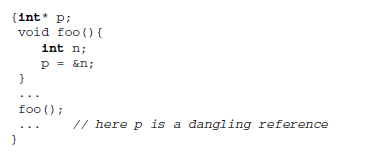 {int* p;
 void foo(){
    int n;
    p = &n;
 }
 ...
 foo();
 ...    // here p is a dangling reference
}